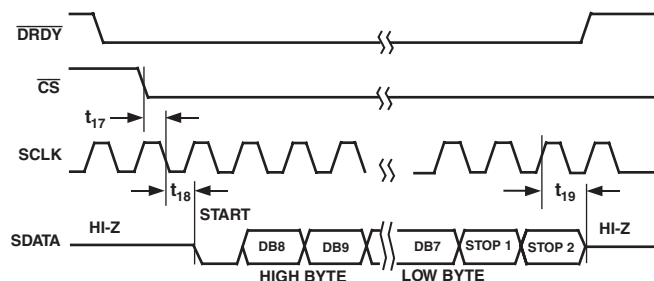 DRDY
CS
t17
SCLK
t18
t19
START
HI-Z
HI-Z
SDATA
DB8
DB9
DB7
STOP 1
STOP 2
HIGH BYTE
LOW BYTE